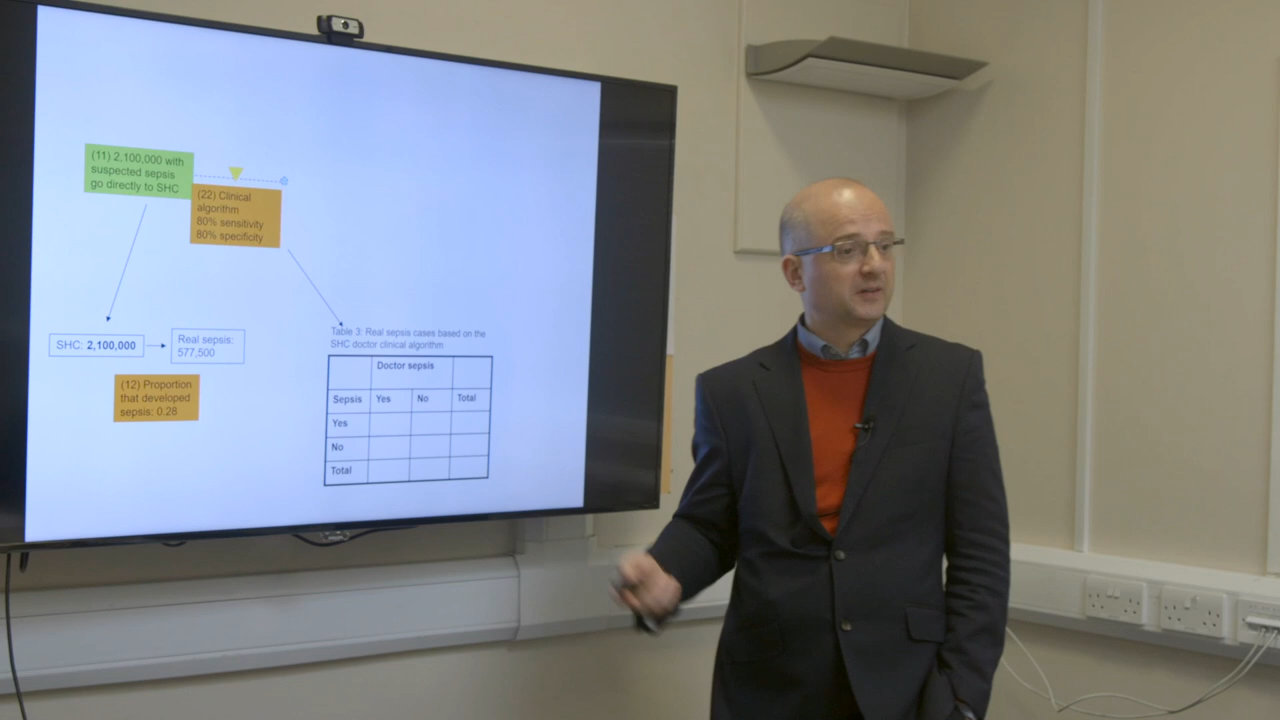 (11) 2,100,000 with
suspected sepsis
go directly to SHC
(22) Clinical
algorithm
80% sensitivity
80% specificity
SHC: 2,100,000
Real sepsis:
577,500
(12) Proportion
that developed
sepsis: 0.28
Table 3: Real sepsis cases based on the
SHC doctor clinical algorithm
Doctor sepsis
Sepsis Yes No Total
Yes
No
Total